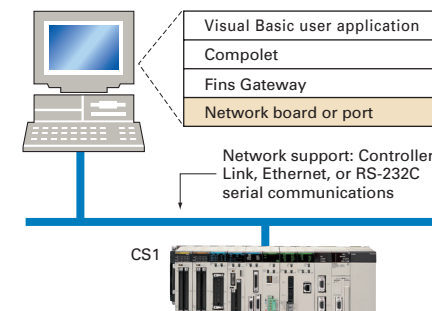 Visual Basic user application
Compolet
Fins Gateway
Network board or port
Network support: Controller
Link, Ethernet, or RS-232C
serial communications
CS1